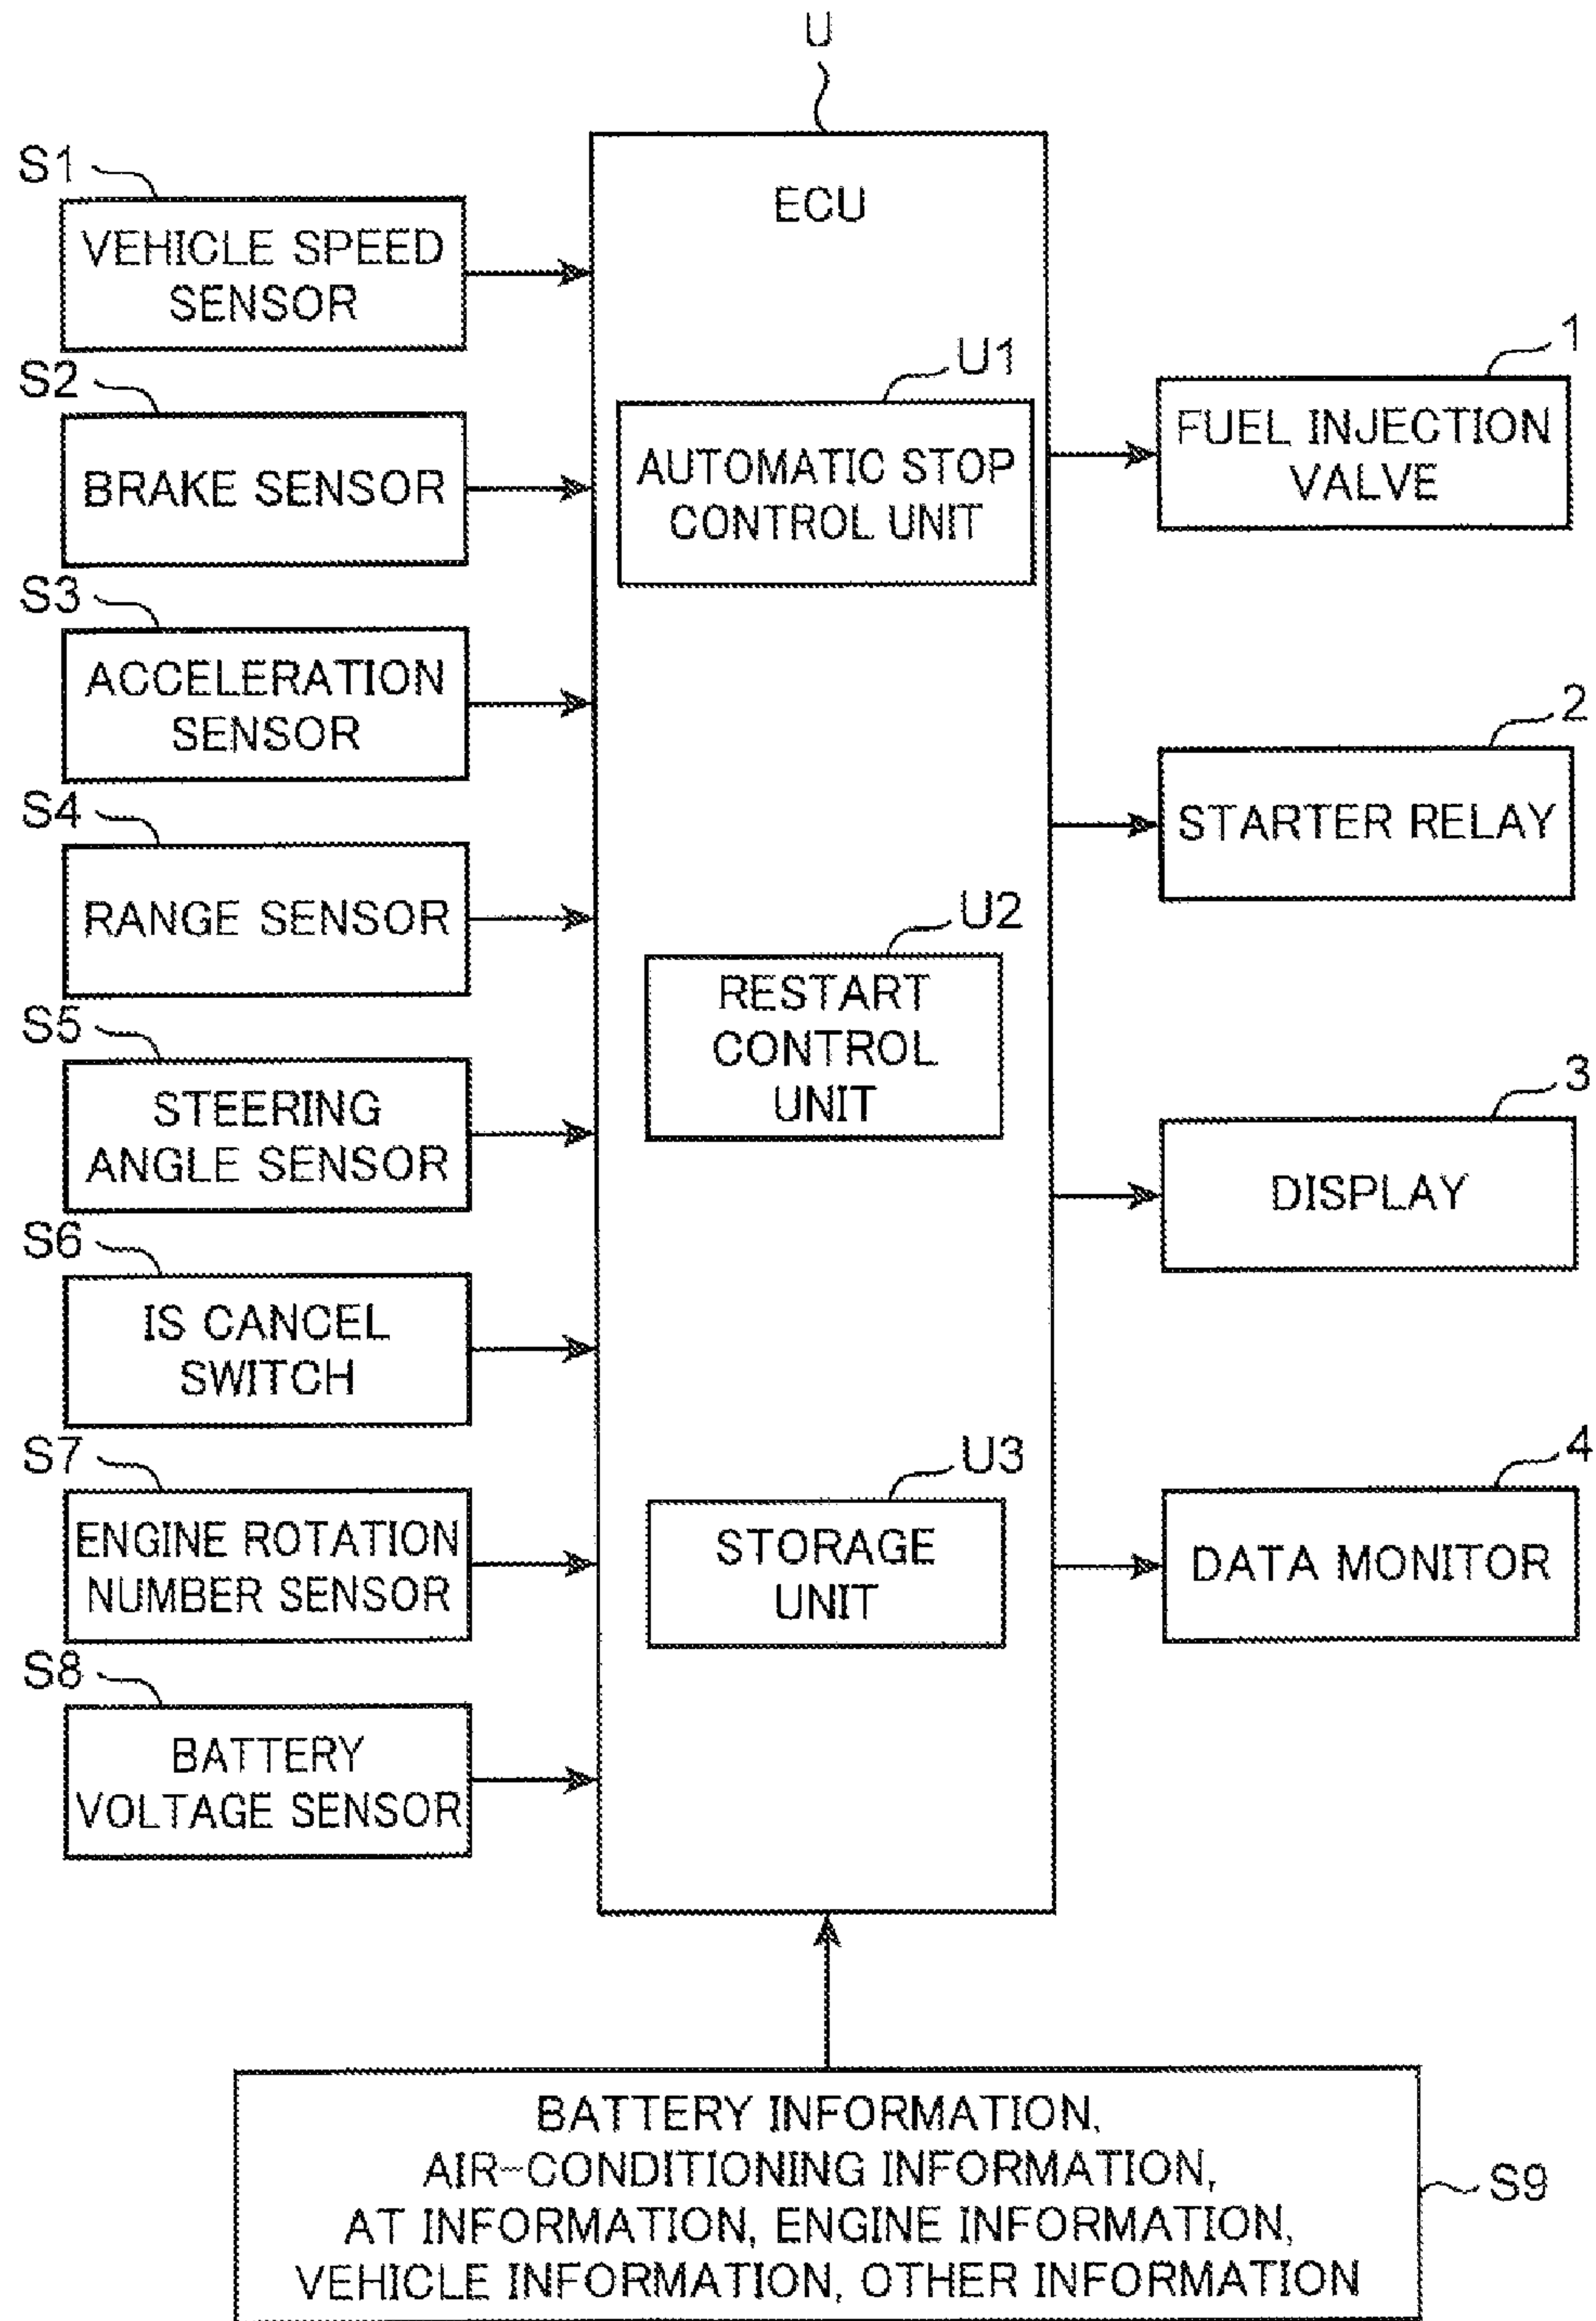 U
ECU
S1
VEHICLE SPEED
SENSOR
S2
BRAKE SENSOR
S3
ACCELERATION
SENSOR
S4
RANGE SENSOR
S5
STEERING
ANGLE SENSOR
S6
IS CANCEL
SWITCH
S7
ENGINE ROTATION
NUMBER SENSOR
S8
BATTERY
VOLTAGE SENSOR
U1
AUTOMATIC STOP
CONTROL UNIT
U2
RESTART
CONTROL
UNIT
U3
STORAGE
UNIT
1
FUEL INJECTION
VALVE
2
STARTER RELAY
3
DISPLAY
4
DATA MONITOR
BATTERY INFORMATION,
AIR-CONDITIONING INFORMATION,
AT INFORMATION, ENGINE INFORMATION,
VEHICLE INFORMATION, OTHER INFORMATION
S9